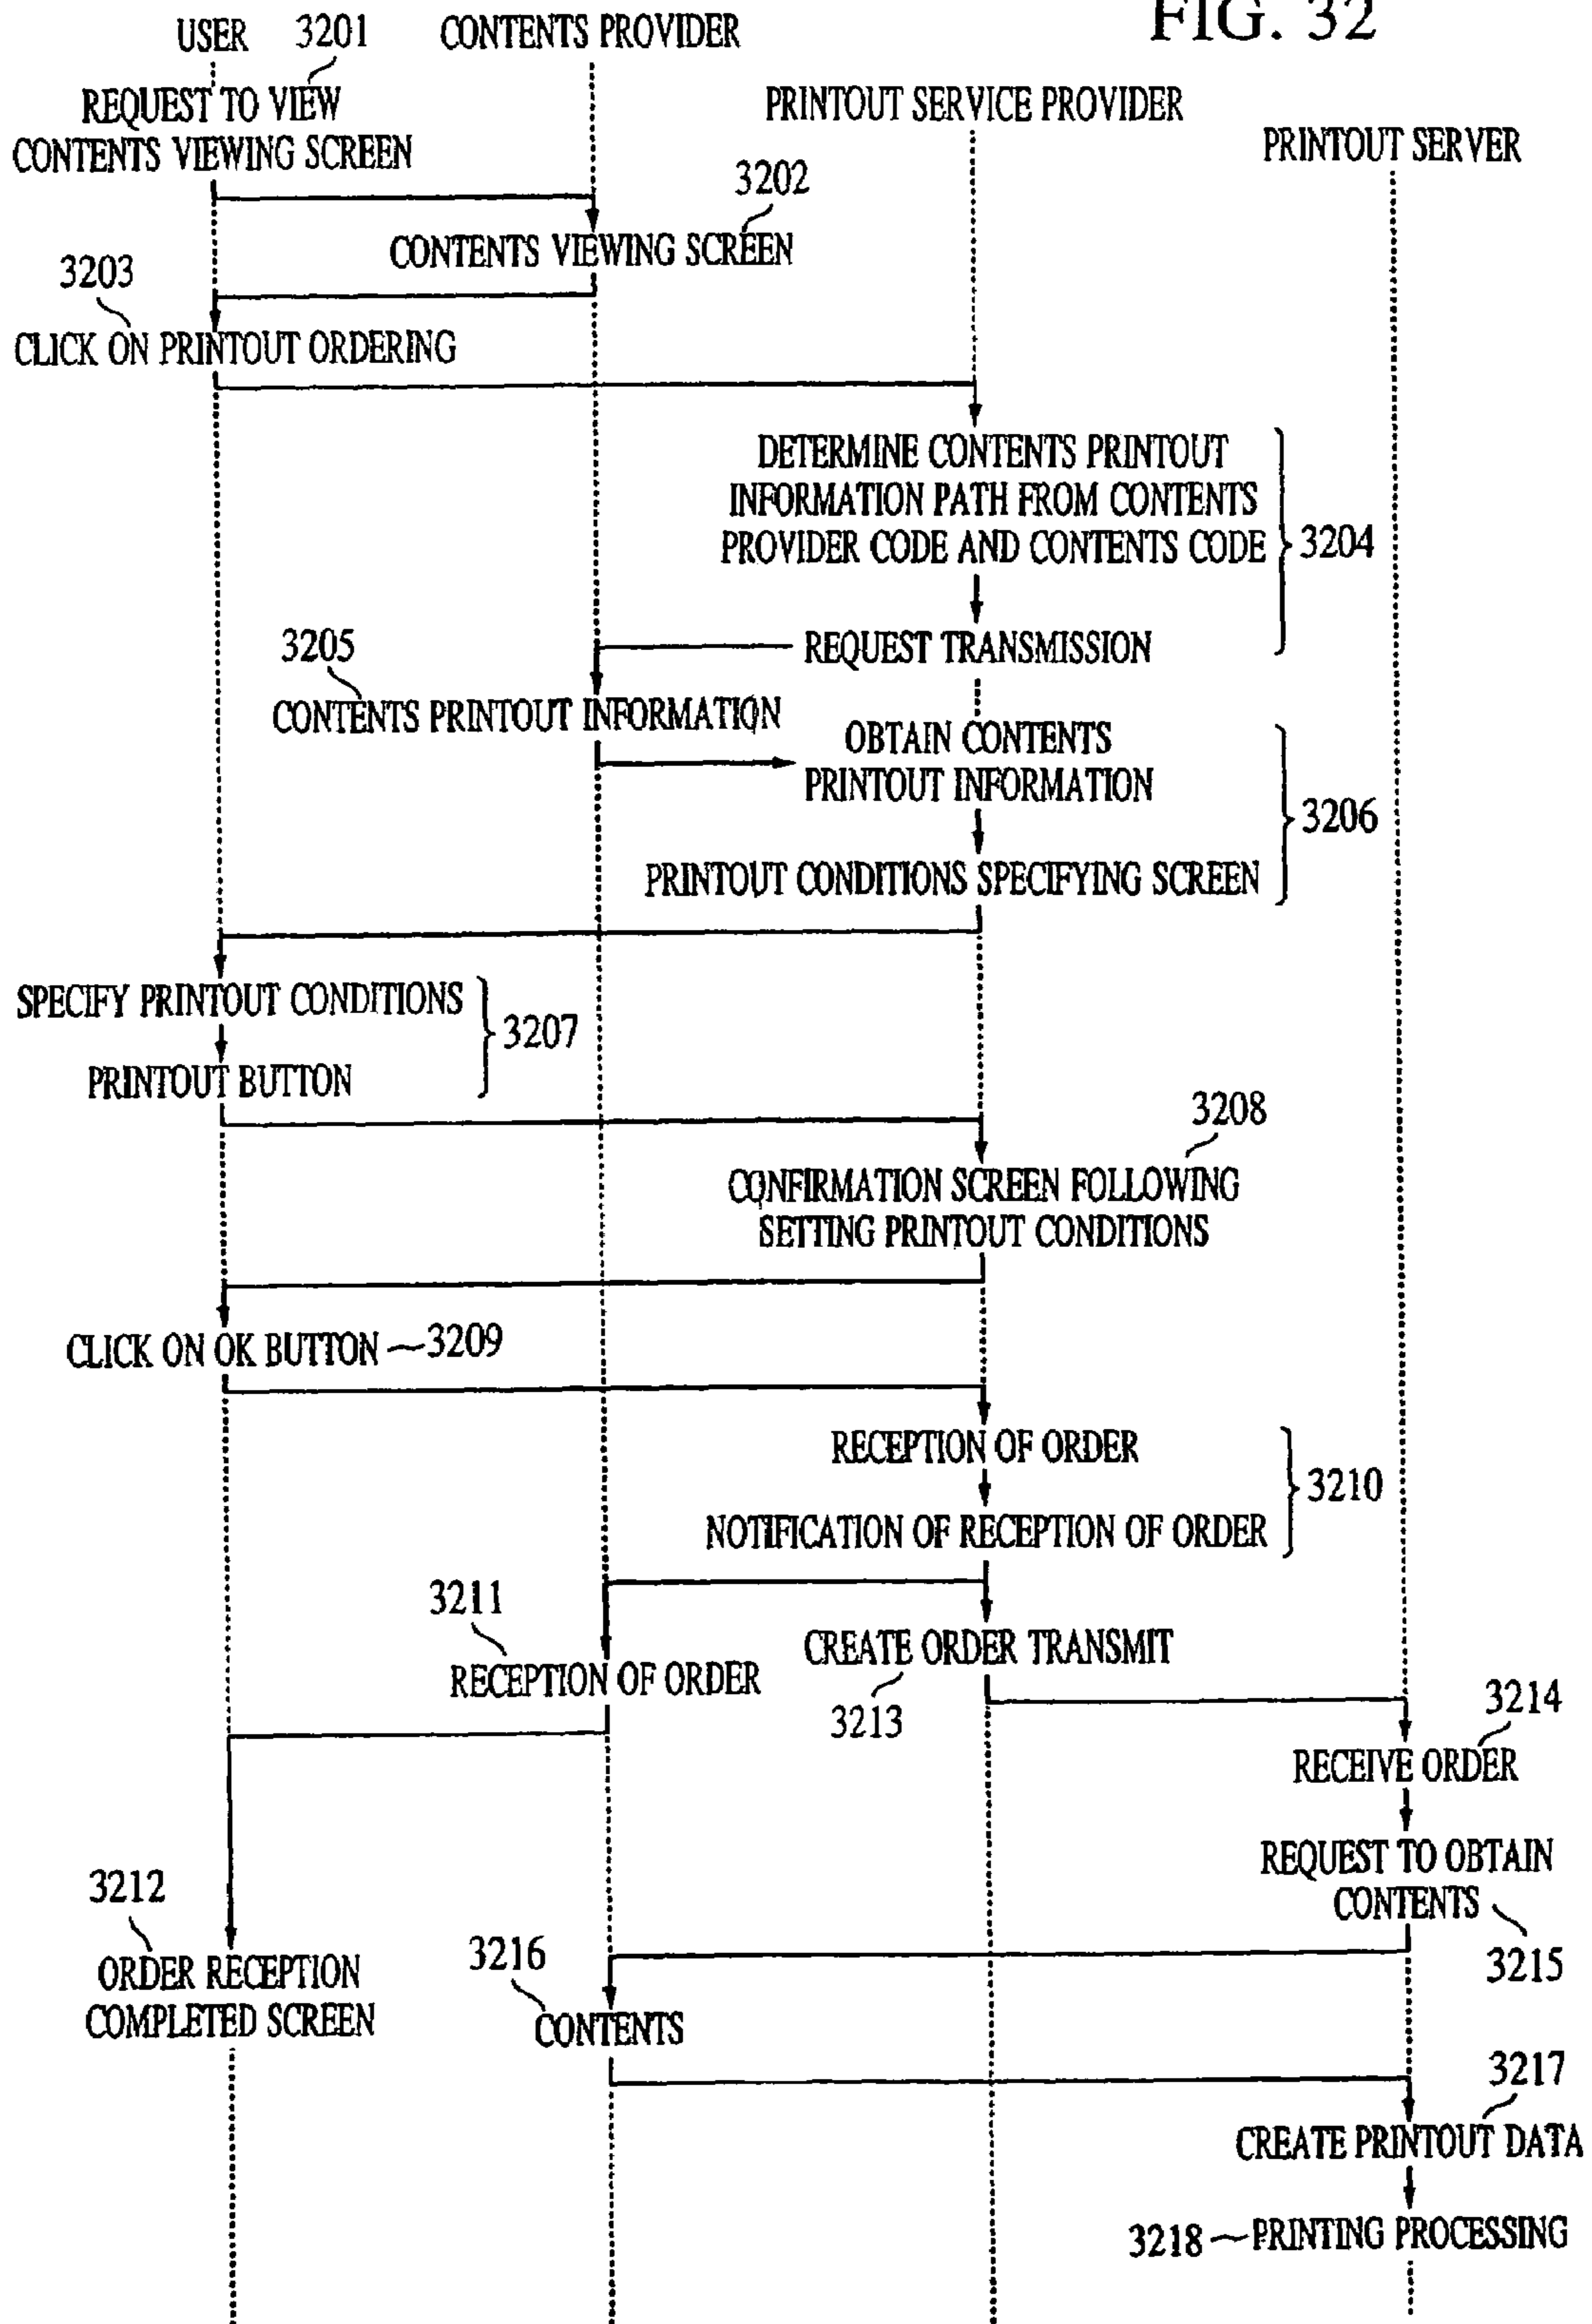 FIG. 32
USER 3201 CONTENTS PROVIDER
PRINTOUT SERVICE PROVIDER
PRINTOUT SERVER
REQUEST TO VIEW
CONTENTS VIEWING SCREEN
3202
CONTENTS VIEWING SCREEN
3203
CLICK ON PRINTOUT ORDERING
DETERMINE CONTENTS PRINTOUT
INFORMATION PATH FROM CONTENTS
PROVIDER CODE AND CONTENTS CODE
3204
REQUEST TRANSMISSION
3205
CONTENTS PRINTOUT INFORMATION
OBTAIN CONTENTS
PRINTOUT INFORMATION
3206
PRINTOUT CONDITIONS SPECIFYING SCREEN
SPECIFY PRINTOUT CONDITIONS
3207
PRINTOUT BUTTON
3208
CONFIRMATION SCREEN FOLLOWING
SETTING PRINTOUT CONDITIONS
CLICK ON OK BUTTON 3209
RECEPTION OF ORDER
3210
NOTIFICATION OF RECEPTION OF ORDER
3211
RECEPTION OF ORDER
CREATE ORDER TRANSMIT
3213
3214
RECEIVE ORDER
REQUEST TO OBTAIN
CONTENTS
3215
3212
ORDER RECEPTION
COMPLETED SCREEN
3216
CONTENTS
3217
CREATE PRINTOUT DATA
3218 PRINTING PROCESSING